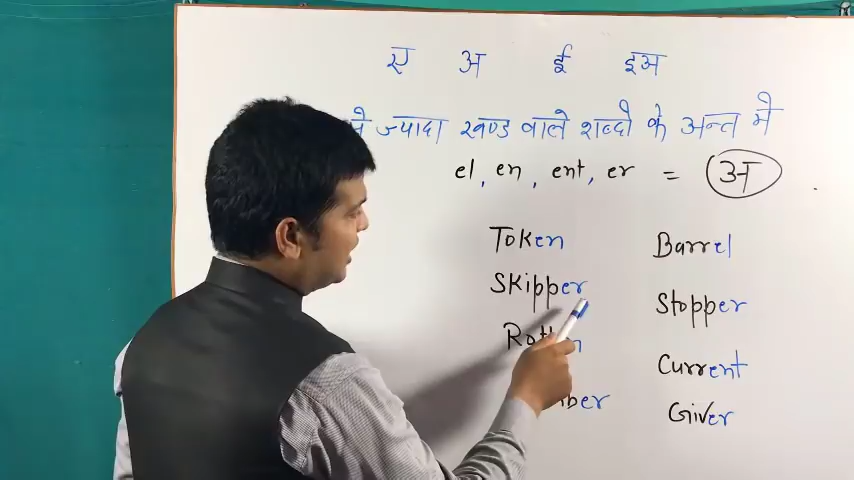 ए अ ई इअ
ज्यादा खण्ड वाले शब्दो के अन्त मे
el, en, ent, er = अ
Token Barrel
Skipper Stopper
Current
Giver